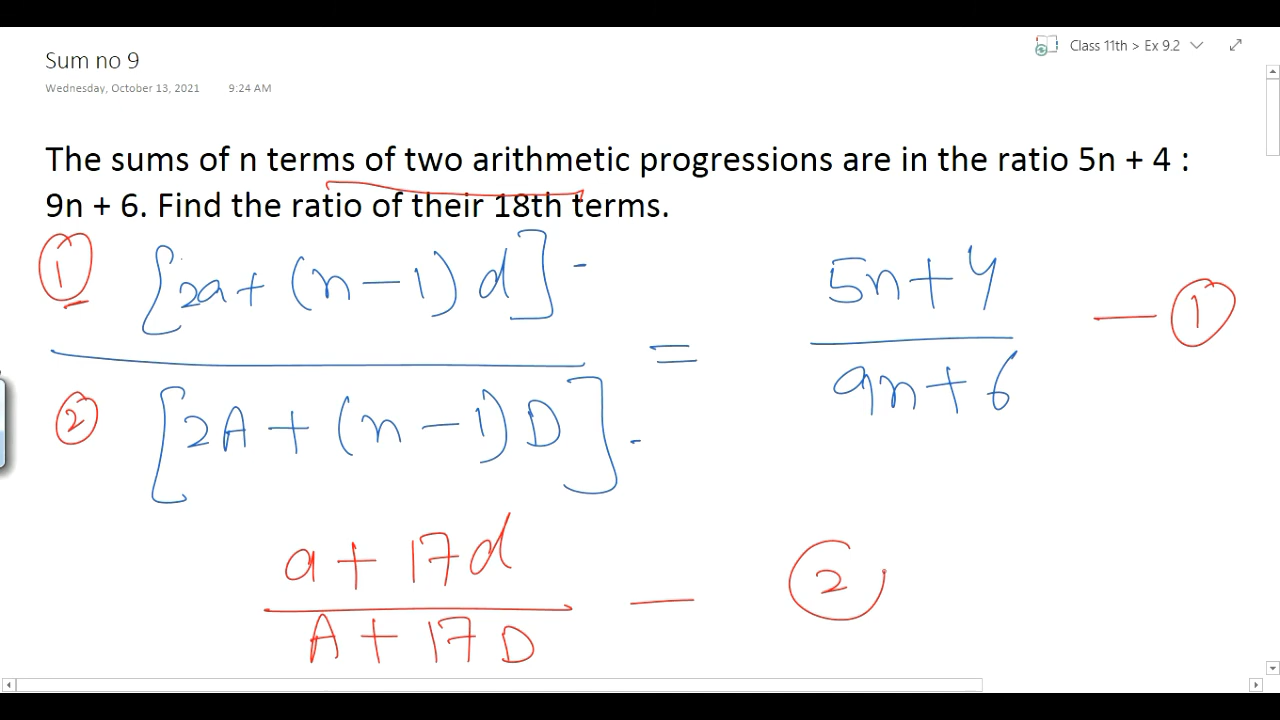 Sum no 9
Class 11th > Ex 9.2
Wednesday, October 13, 2021 9:24 AM
The sums of n terms of two arithmetic progressions are in the ratio 5n + 4 :
9n + 6. Find the ratio of their 18th terms.
① [2a + (n - 1) d]
= 5n + 4 / 9n + 6 — ①
② [2A + (n - 1) D]
a + 17d
— ②
A + 17D